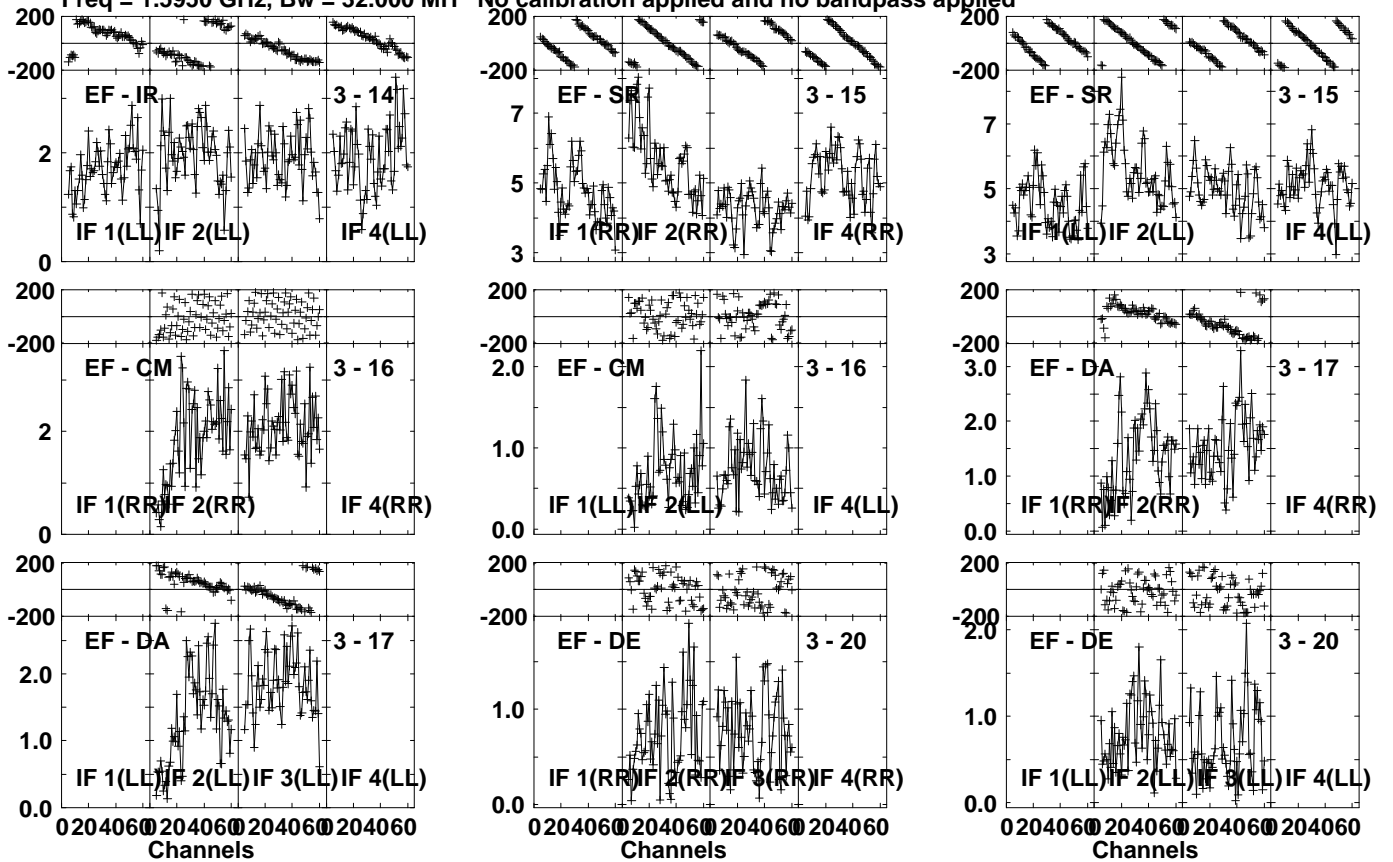 Freq = 1.5950 GHz, Bw = 32.000 MH No calibration applied and no bandpass applied
200
-200
EF - IR
3 - 14
2
0
IF 1(LL) IF 2(LL) IF 4(LL)
200
-200
EF - SR
3 - 15
7
5
3
IF 1(RR) IF 2(RR) IF 4(RR)
200
-200
EF - SR
3 - 15
7
5
3
IF 1(LL) IF 2(LL) IF 4(LL)
200
-200
EF - CM
3 - 16
2
0
IF 1(RR) IF 2(RR) IF 4(RR)
200
-200
EF - CM
3 - 16
2.0
1.0
0.0
IF 1(LL) IF 2(LL) IF 4(LL)
200
-200
EF - DA
3 - 17
3.0
2.0
1.0
0.0
IF 1(RR) IF 2(RR) IF 4(RR)
200
-200
EF - DA
3 - 17
2.0
1.0
0.0
IF 1(LL) IF 2(LL) IF 3(LL) IF 4(LL)
0 20 40 60 0 20 40 60 0 20 40 60 0 20 40 60
Channels
200
-200
EF - DE
3 - 20
1.0
0.0
IF 1(RR) IF 2(RR) IF 3(RR) IF 4(RR)
0 20 40 60 0 20 40 60 0 20 40 60 0 20 40 60
Channels
200
-200
EF - DE
3 - 20
2.0
1.0
0.0
IF 1(LL) IF 2(LL) IF 3(LL) IF 4(LL)
0 20 40 60 0 20 40 60 0 20 40 60 0 20 40 60
Channels